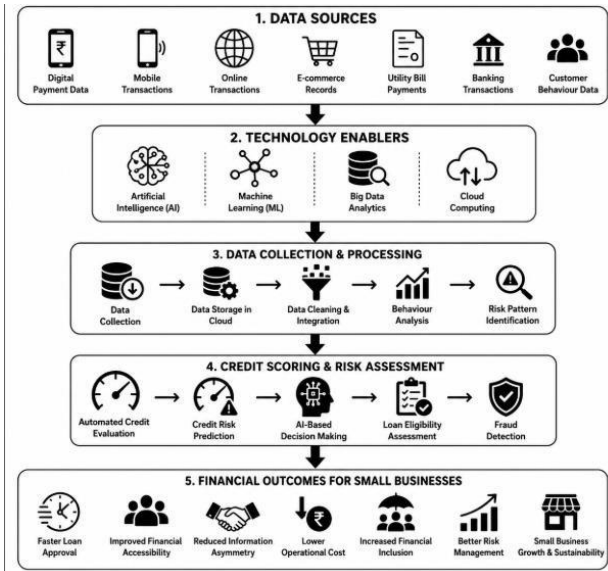 1. DATA SOURCES
₹
Digital
Payment Data
Mobile
Transactions
Online
Transactions
E-commerce
Records
Utility Bill
Payments
Banking
Transactions
Customer
Behaviour Data
2. TECHNOLOGY ENABLERS
Artificial
Intelligence (AI)
Machine
Learning (ML)
Big Data
Analytics
Cloud
Computing
3. DATA COLLECTION & PROCESSING
Data
Collection
Data Storage in
Cloud
Data Cleaning &
Integration
Behaviour
Analysis
Risk Pattern
Identification
4. CREDIT SCORING & RISK ASSESSMENT
Automated Credit
Evaluation
Credit Risk
Prediction
AI-Based
Decision Making
Loan Eligibility
Assessment
Fraud
Detection
5. FINANCIAL OUTCOMES FOR SMALL BUSINESSES
Faster Loan
Approval
Improved Financial
Accessibility
Reduced Information
Asymmetry
₹
Lower
Operational Cost
Increased Financial
Inclusion
Better Risk
Management
Small Business
Growth & Sustainability